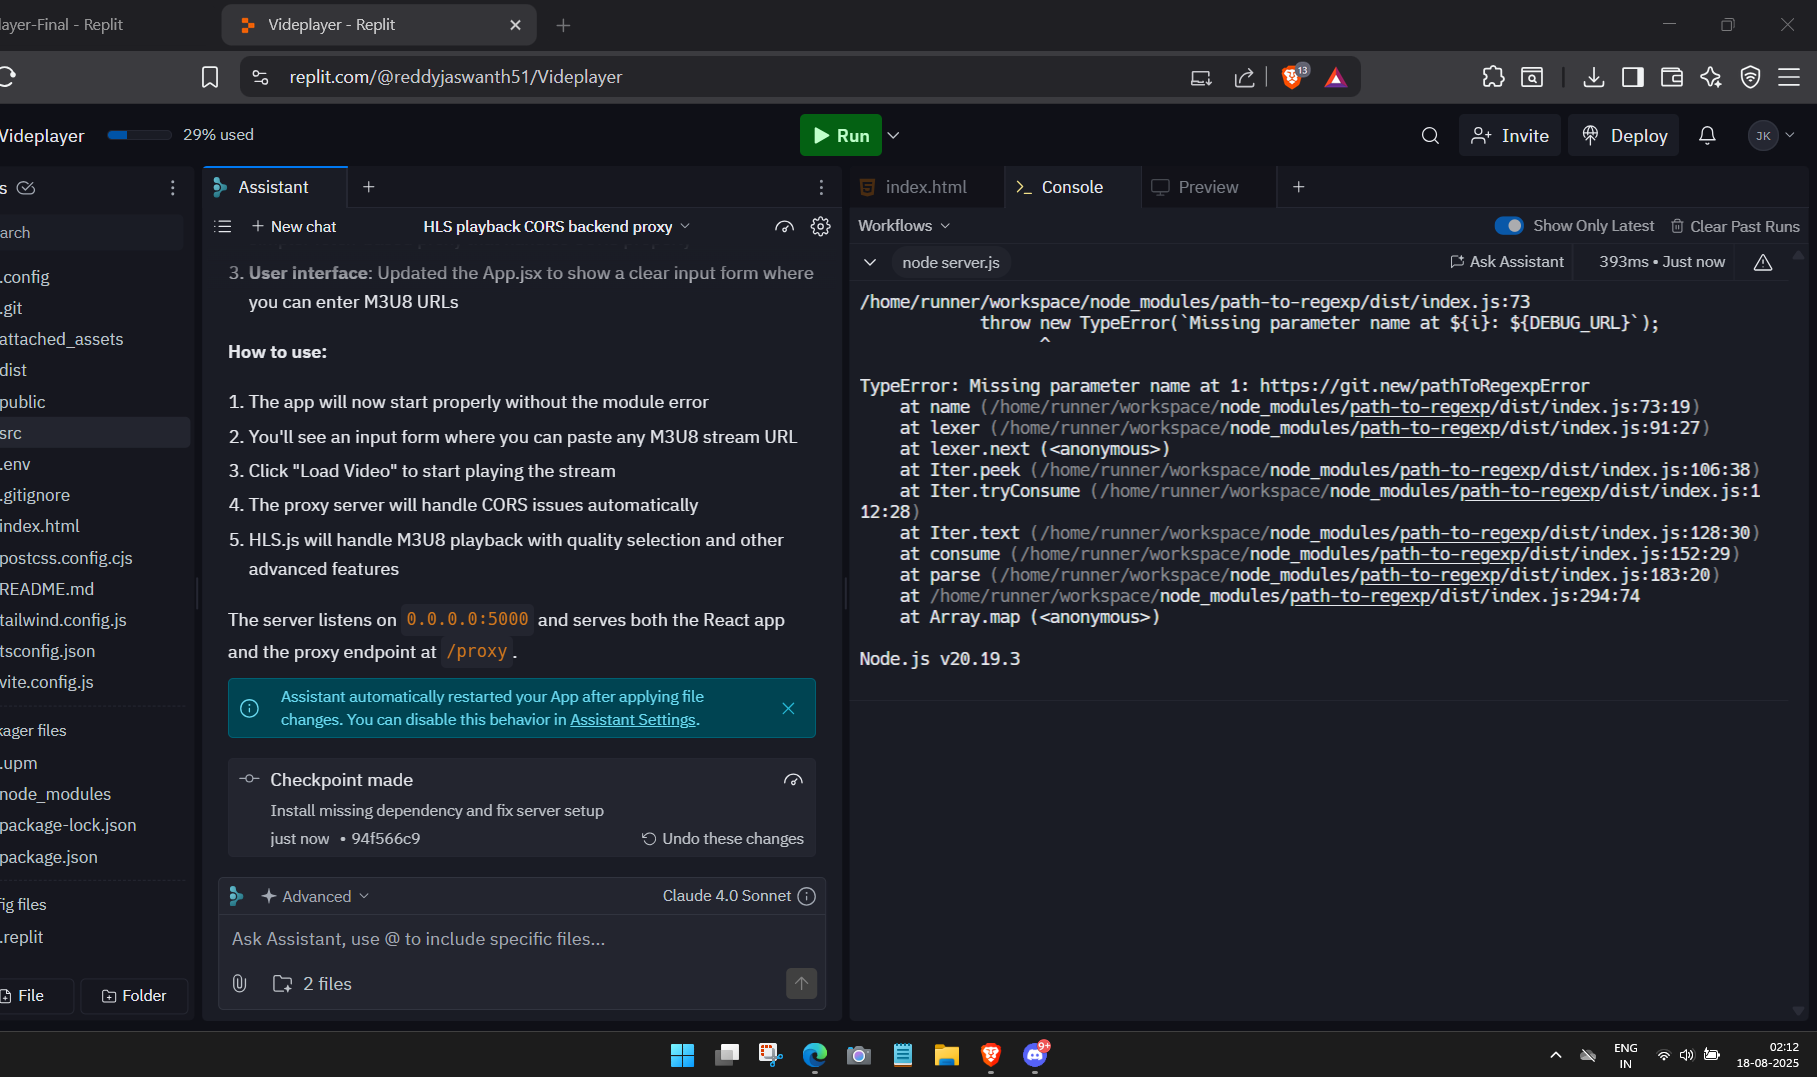 layer-Final - Replit
Videplayer - Replit
replit.com/@reddyjaswanth51/Videplayer
13
Videplayer
29% used
Run
Invite
Deploy
JK
s
Assistant
index.html
Console
Preview
arch
New chat
HLS playback CORS backend proxy
Workflows
Show Only Latest
Clear Past Runs
node server.js
Ask Assistant
393ms • Just now
.config
.git
attached_assets
dist
public
src
.env
.gitignore
index.html
postcss.config.cjs
README.md
tailwind.config.js
tsconfig.json
vite.config.js
kager files
.upm
node_modules
package-lock.json
package.json
fig files
.replit
File
Folder
3. User interface: Updated the App.jsx to show a clear input form where
you can enter M3U8 URLs
How to use:
1. The app will now start properly without the module error
2. You'll see an input form where you can paste any M3U8 stream URL
3. Click "Load Video" to start playing the stream
4. The proxy server will handle CORS issues automatically
5. HLS.js will handle M3U8 playback with quality selection and other
advanced features
The server listens on 0.0.0.0:5000 and serves both the React app
and the proxy endpoint at /proxy.
Assistant automatically restarted your App after applying file
changes. You can disable this behavior in Assistant Settings.
Checkpoint made
Install missing dependency and fix server setup
just now • 94f566c9
Undo these changes
Advanced
Claude 4.0 Sonnet
Ask Assistant, use @ to include specific files...
2 files
/home/runner/workspace/node_modules/path-to-regexp/dist/index.js:73
throw new TypeError(`Missing parameter name at ${i}: ${DEBUG_URL}`);
^
TypeError: Missing parameter name at 1: https://git.new/pathToRegexpError
at name (/home/runner/workspace/node_modules/path-to-regexp/dist/index.js:73:19)
at lexer (/home/runner/workspace/node_modules/path-to-regexp/dist/index.js:91:27)
at lexer.next (<anonymous>)
at Iter.peek (/home/runner/workspace/node_modules/path-to-regexp/dist/index.js:106:38)
at Iter.tryConsume (/home/runner/workspace/node_modules/path-to-regexp/dist/index.js:1
12:28)
at Iter.text (/home/runner/workspace/node_modules/path-to-regexp/dist/index.js:128:30)
at consume (/home/runner/workspace/node_modules/path-to-regexp/dist/index.js:152:29)
at parse (/home/runner/workspace/node_modules/path-to-regexp/dist/index.js:183:20)
at /home/runner/workspace/node_modules/path-to-regexp/dist/index.js:294:74
at Array.map (<anonymous>)
Node.js v20.19.3
9+
ENG
IN
02:12
18-08-2025